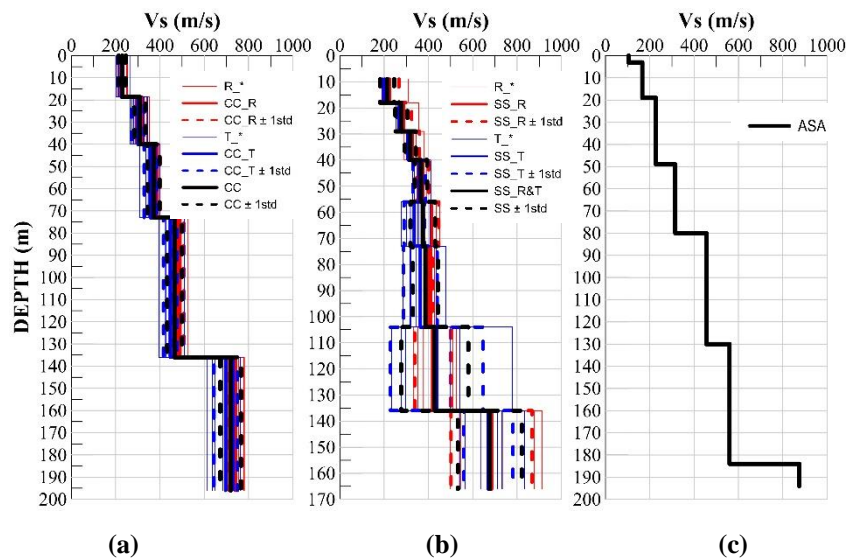 Vs (m/s)
0 200 400 600 800 1000
0
10
20
30
40
50
60
70
80
90
100
110
120
130
140
150
160
170
180
190
200
DEPTH (m)
R_*
CC_R
CC_R ± 1std
T_*
CC_T
CC_T ± 1std
CC
CC ± 1std
(a)
Vs (m/s)
0 200 400 600 800 1000
0
10
20
30
40
50
60
70
80
90
100
110
120
130
140
150
160
170
R_*
SS_R
SS_R ± 1std
T_*
SS_T
SS_T ± 1std
SS_R&T
SS ± 1std
(b)
Vs (m/s)
0 200 400 600 800 1000
0
10
20
30
40
50
60
70
80
90
100
110
120
130
140
150
160
170
180
190
200
ASA
(c)